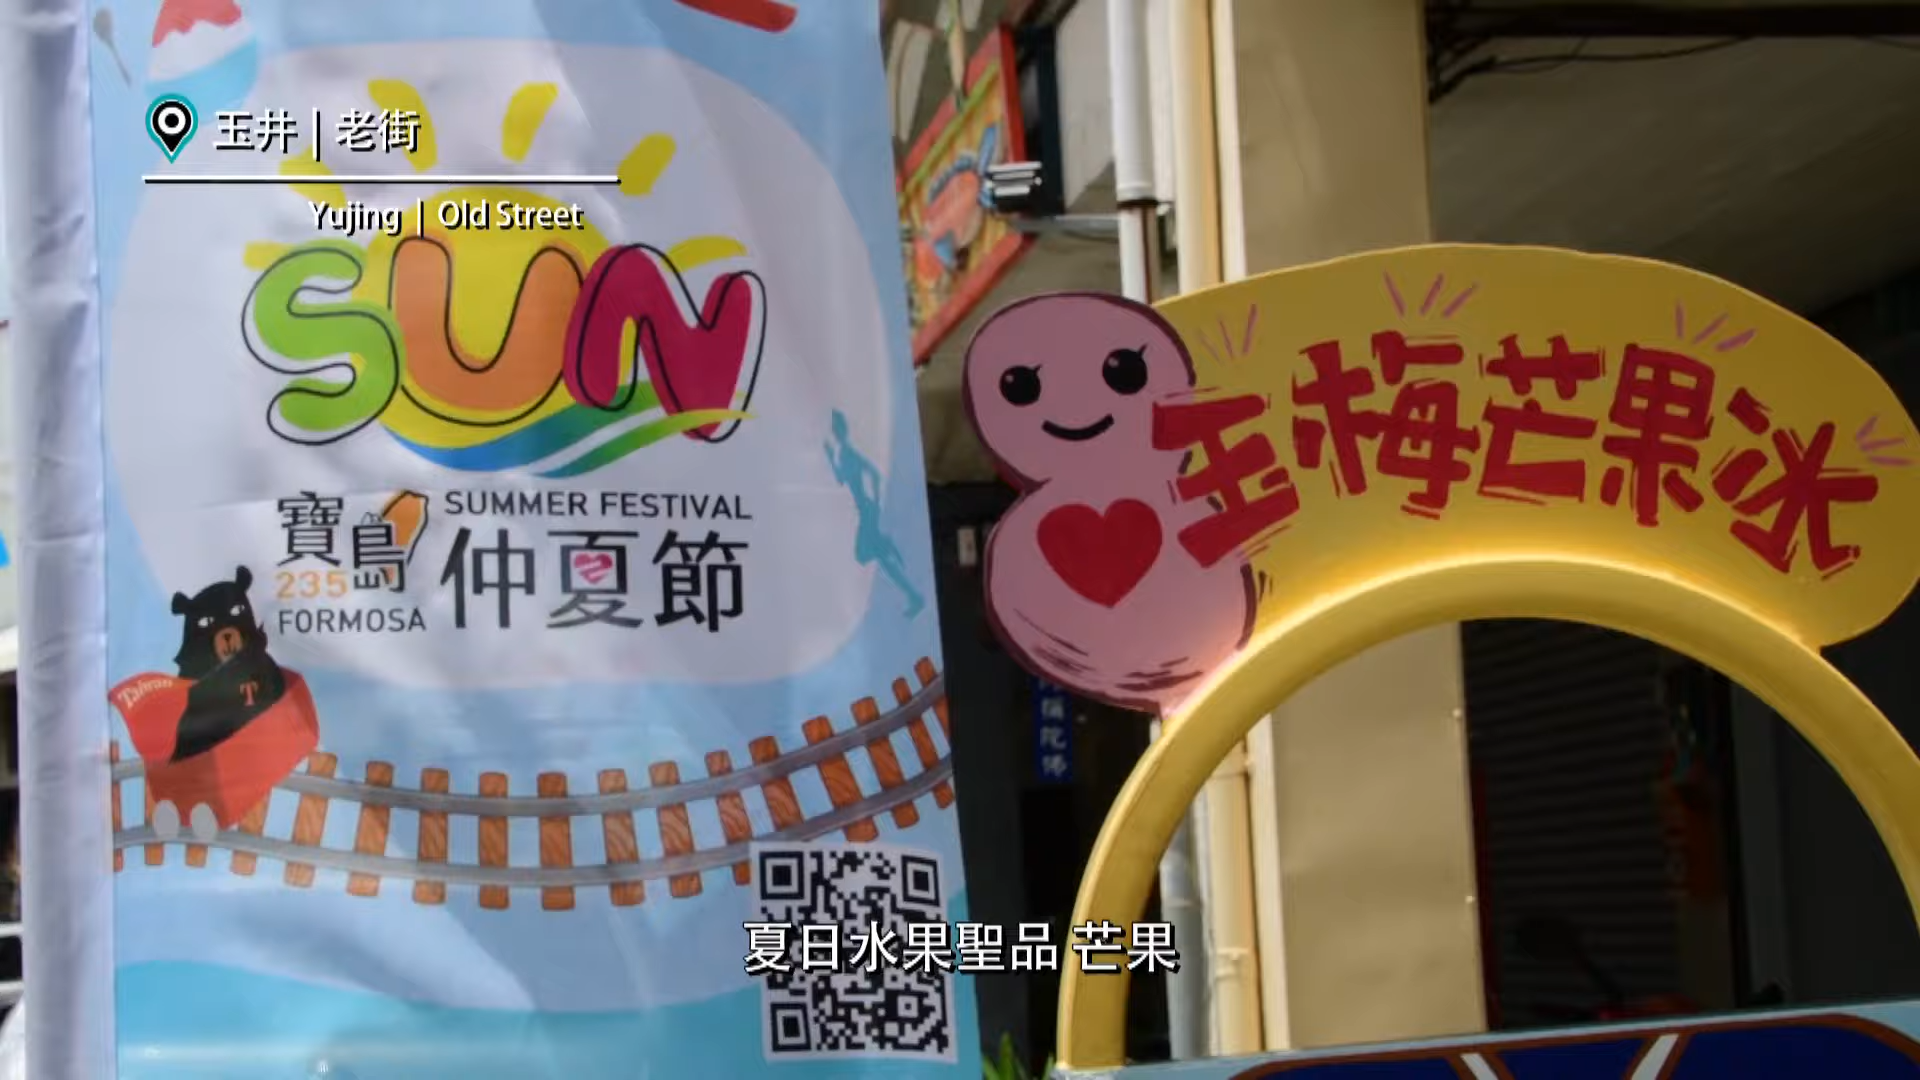 玉井 | 老街
Yujing | Old Street
SUN
寶島
235
FORMOSA
SUMMER FESTIVAL
仲夏節
Taiwan
T
玉梅芒果冰
夏日水果聖品 芒果